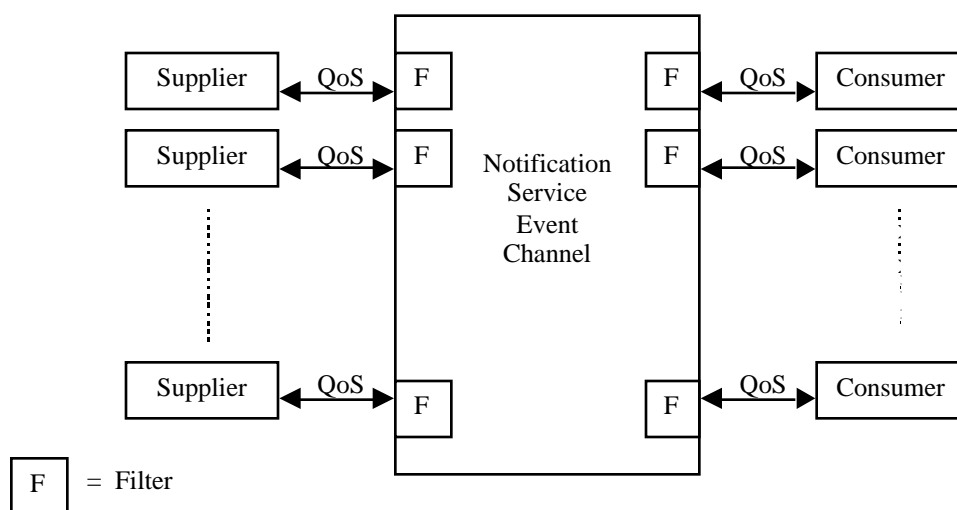 Supplier QoS F F QoS Consumer
Supplier QoS F F QoS Consumer
Notification
Service
Event
Channel
Supplier QoS F F QoS Consumer
F = Filter